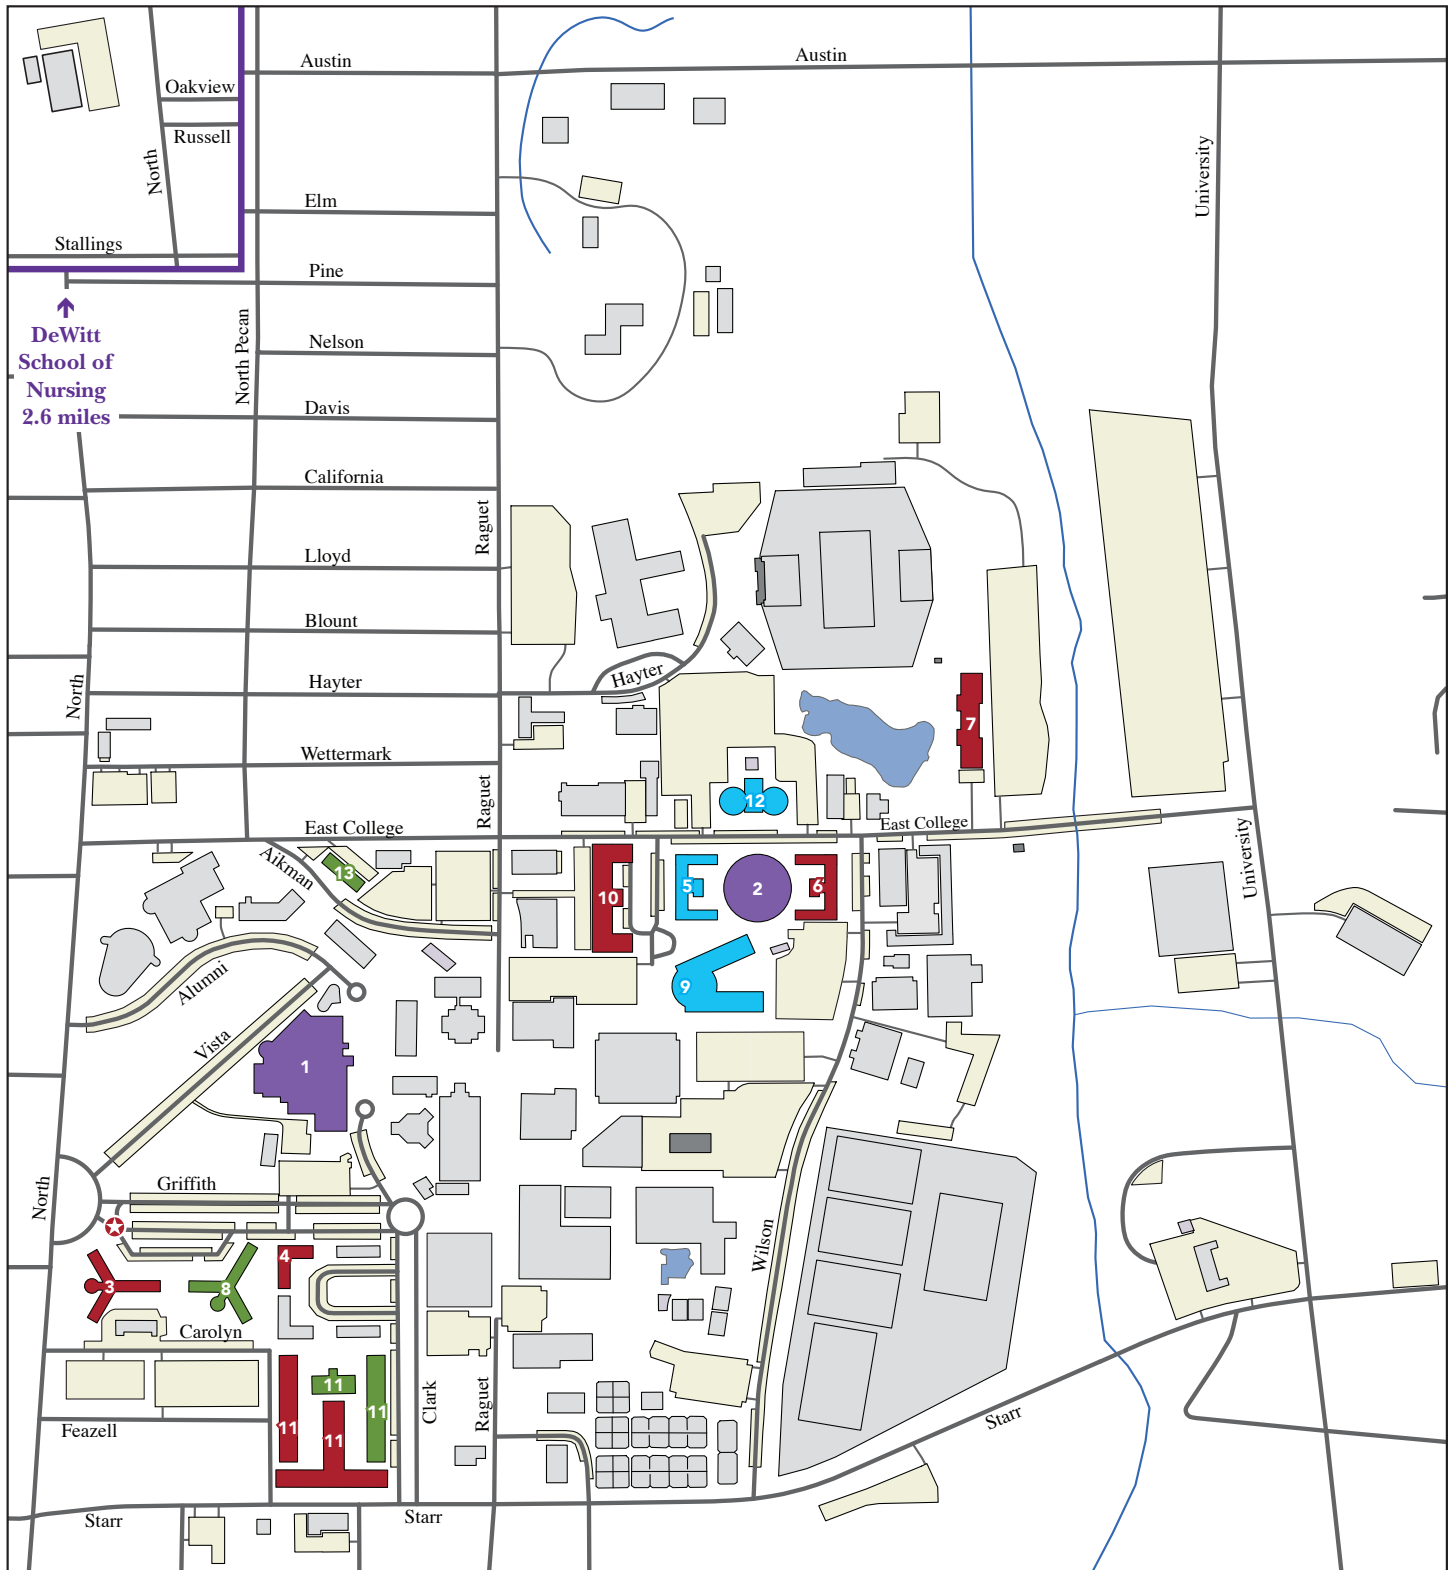 Austin
Austin
Oakview
Russell
North
University
Elm
Stallings
Pine
DeWitt
School of
Nursing
2.6 miles
North Pecan
Nelson
Davis
California
Raguet
Lloyd
Blount
Hayter
Hayter
North
7
Wettermark
Raguet
12
East College
East College
University
Aikman
13
10
5
2
6
Alumni
9
Vista
1
Griffith
North
Wilson
4
3
8
Carolyn
11
11
11
11
Clark
Raguet
Feazell
Starr
Starr
Starr